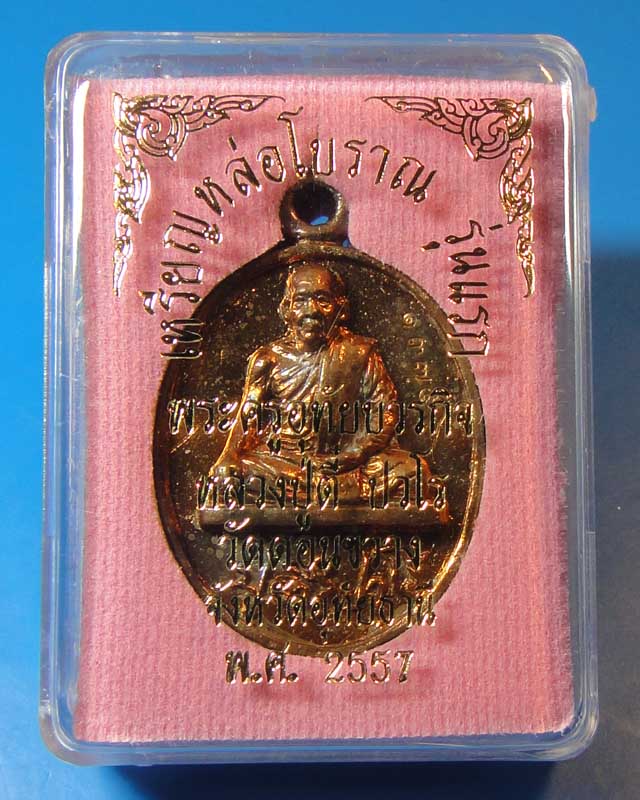 เหรียญหล่อโบราณ รุ่นแรก
พระครูอุทัยบวรกิจ
หลวงปู่ตี๋ ปวโร
วัดดอนขวาง
จังหวัดอุทัยธานี
พ.ศ. 2557